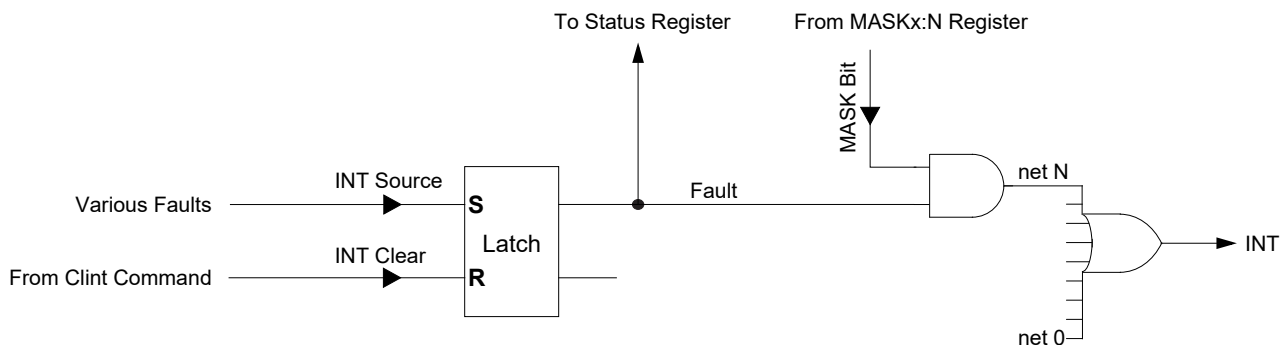 To Status Register
From MASKx:N Register
MASK Bit
INT Source
net N
Various Faults
S
Fault
Latch
INT
INT Clear
From Clint Command
R
net 0